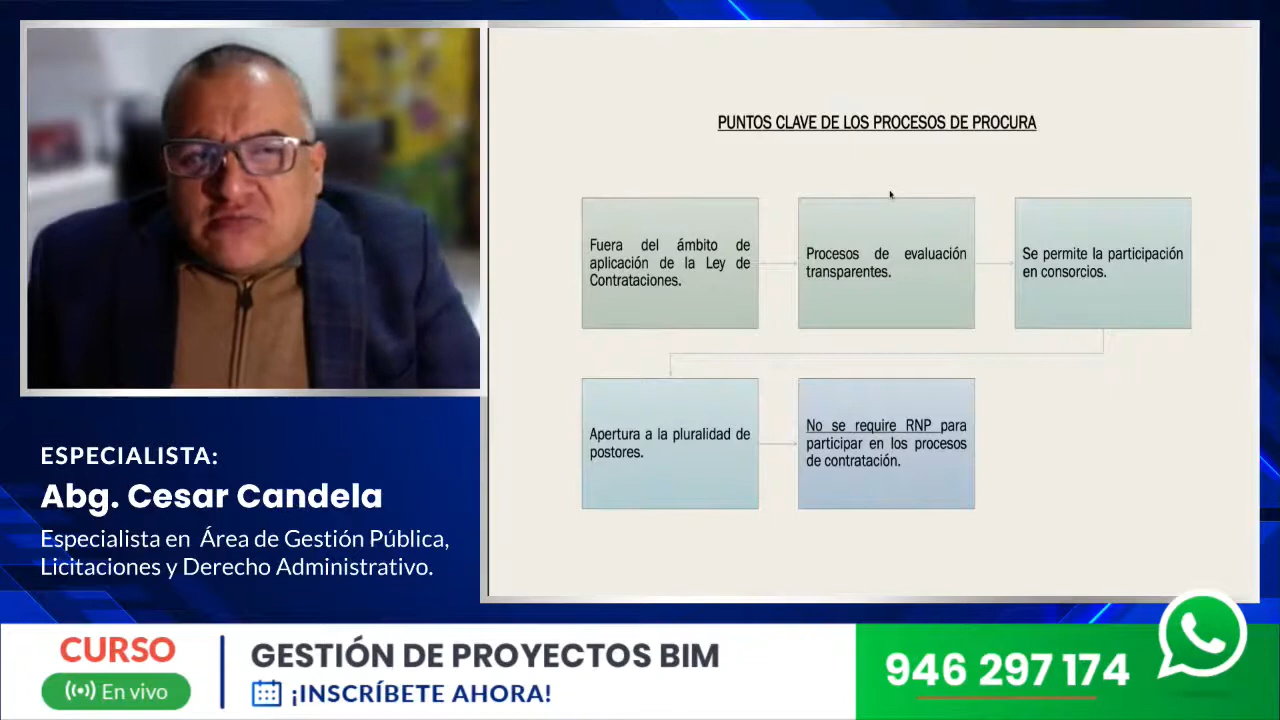 PUNTOS CLAVE DE LOS PROCESOS DE PROCURA
Fuera del ámbito de
aplicación de la Ley de
Contrataciones.
Procesos de evaluación
transparentes.
Se permite la participación
en consorcios.
Apertura a la pluralidad de
postores.
No se require RNP para
participar en los procesos
de contratación.
ESPECIALISTA:
Abg. Cesar Candela
Especialista en Área de Gestión Pública,
Licitaciones y Derecho Administrativo.
CURSO
En vivo
GESTIÓN DE PROYECTOS BIM
¡INSCRÍBETE AHORA!
946 297 174